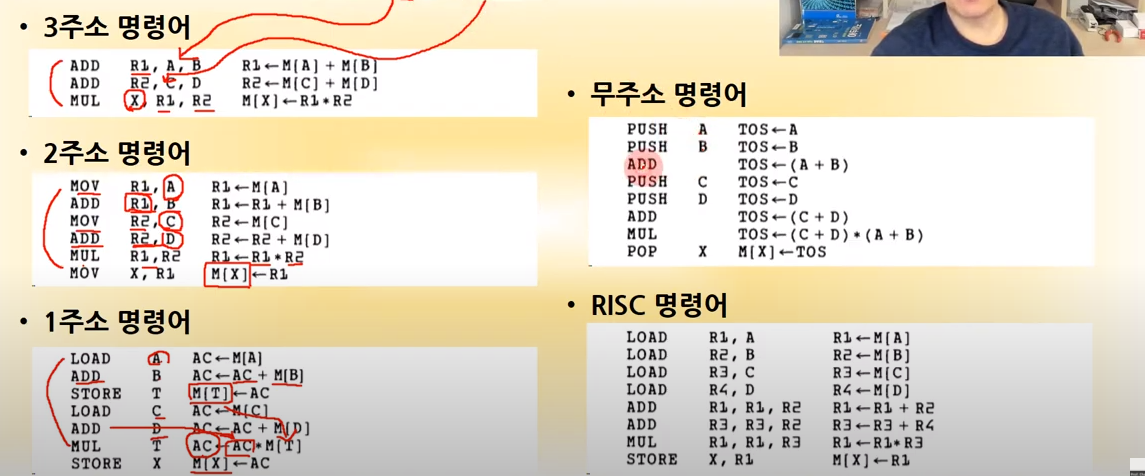 • 3주소 명령어
ADD R1, A, B R1←M[A] + M[B]
ADD R2, C, D R2←M[C] + M[D]
MUL X, R1, R2 M[X]←R1*R2
• 2주소 명령어
MOV R1, A R1←M[A]
ADD R1, B R1←R1 + M[B]
MOV R2, C R2←M[C]
ADD R2, D R2←R2 + M[D]
MUL R1,R2 R1←R1*R2
MOV X, R1 M[X]←R1
• 1주소 명령어
LOAD A AC←M[A]
ADD B AC←AC + M[B]
STORE T M[T]←AC
LOAD C AC←M[C]
ADD D AC←AC + M[D]
MUL T AC←AC*M[T]
STORE X M[X]←AC
• 무주소 명령어
PUSH A TOS←A
PUSH B TOS←B
ADD TOS←(A + B)
PUSH C TOS←C
PUSH D TOS←D
ADD TOS←(C + D)
MUL TOS←(C + D)*(A + B)
POP X M[X]←TOS
• RISC 명령어
LOAD R1, A R1←M[A]
LOAD R2, B R2←M[B]
LOAD R3, C R3←M[C]
LOAD R4, D R4←M[D]
ADD R1, R1, R2 R1←R1 + R2
ADD R3, R3, R4 R3←R3 + R4
MUL R1, R1, R3 R1←R1*R3
STORE X, R1 M[X]←R1